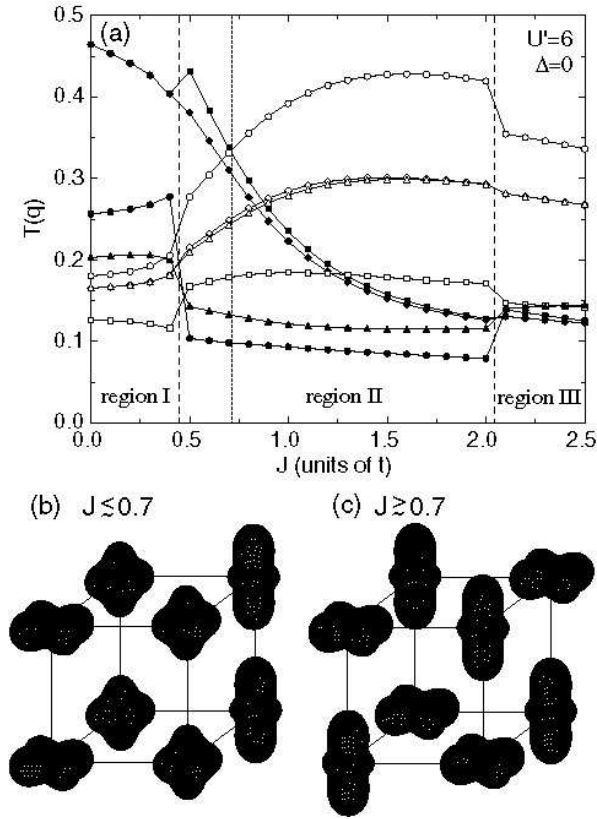 (a)
U'=6
Δ=0
T(q)
0.5
0.4
0.3
0.2
0.1
0.0
region I
region II
region III
0.0 0.5 1.0 1.5 2.0 2.5
J (units of t)
(b) J≲0.7
(c) J≳0.7